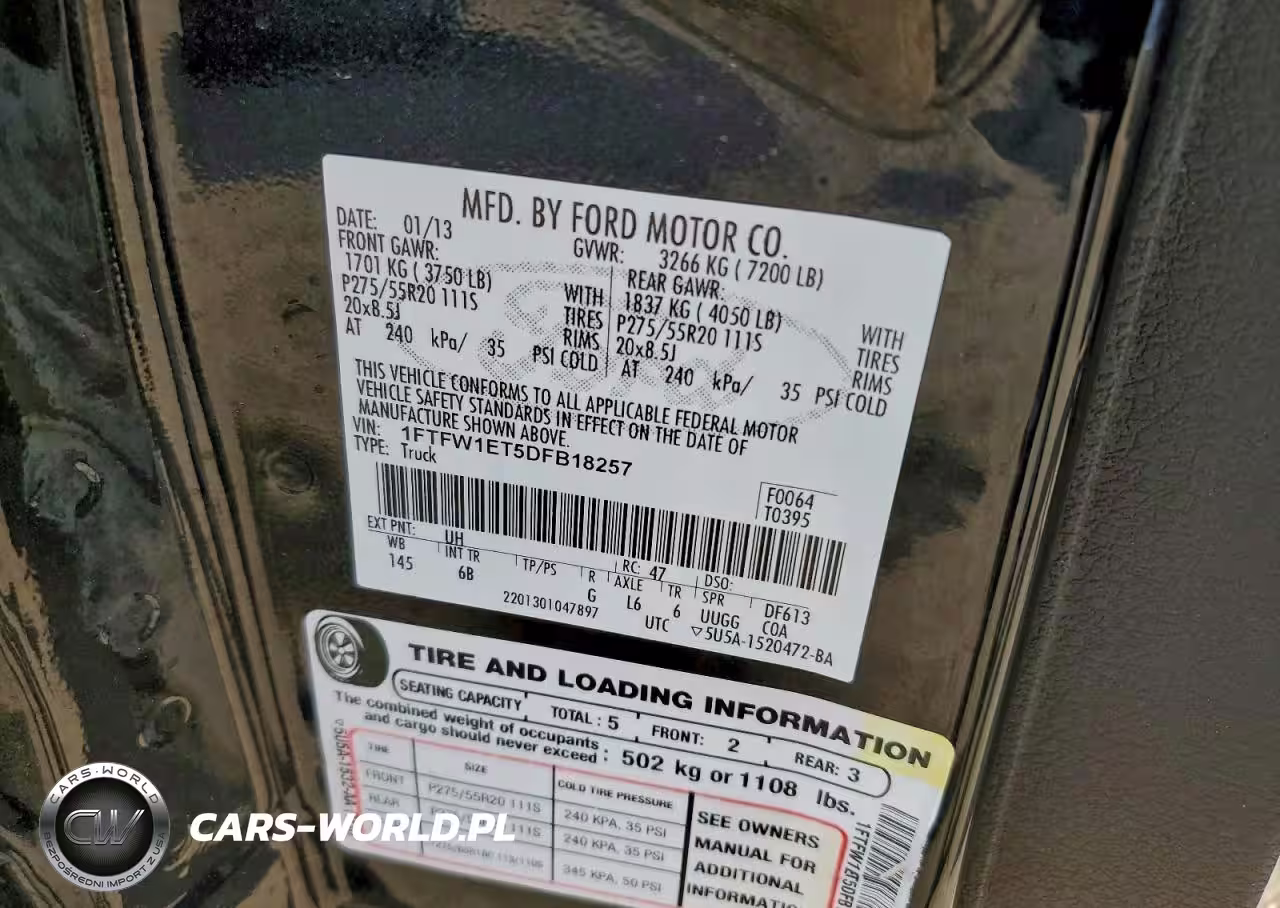 MFD. BY FORD MOTOR CO.
DATE: 01/13 GVWR: 3266 KG ( 7200 LB)
FRONT GAWR: REAR GAWR:
1701 KG ( 3750 LB) WITH 1837 KG ( 4050 LB) WITH
P275/55R20 111S TIRES P275/55R20 111S TIRES
20x8.5J RIMS 20x8.5J RIMS
AT 240 kPa/ 35 PSI COLD AT 240 kPa/ 35 PSI COLD
THIS VEHICLE CONFORMS TO ALL APPLICABLE FEDERAL MOTOR
VEHICLE SAFETY STANDARDS IN EFFECT ON THE DATE OF
MANUFACTURE SHOWN ABOVE.
VIN: 1FTFW1ET5DFB18257
TYPE: Truck
F0064
T0395
EXT PNT: UH RC: 47 DSO:
WB INT TR TP/PS R AXLE TR SPR DF613
145 6B G L6 6 UUGG COA
2201301047897 UTC ▽5U5A-1520472-BA
TIRE AND LOADING INFORMATION
SEATING CAPACITY TOTAL : 5 FRONT: 2 REAR: 3
The combined weight of occupants
and cargo should never exceed : 502 kg or 1108 lbs.
TIRE SIZE COLD TIRE PRESSURE
FRONT P275/55R20 111S 240 KPA, 35 PSI
REAR 240 KPA, 35 PSI
345 KPA, 50 PSI
SEE OWNERS
MANUAL FOR
ADDITIONAL
INFORMATION
CARS-WORLD
CW
BEZPOŚREDNI IMPORT Z USA
CARS-WORLD.PL